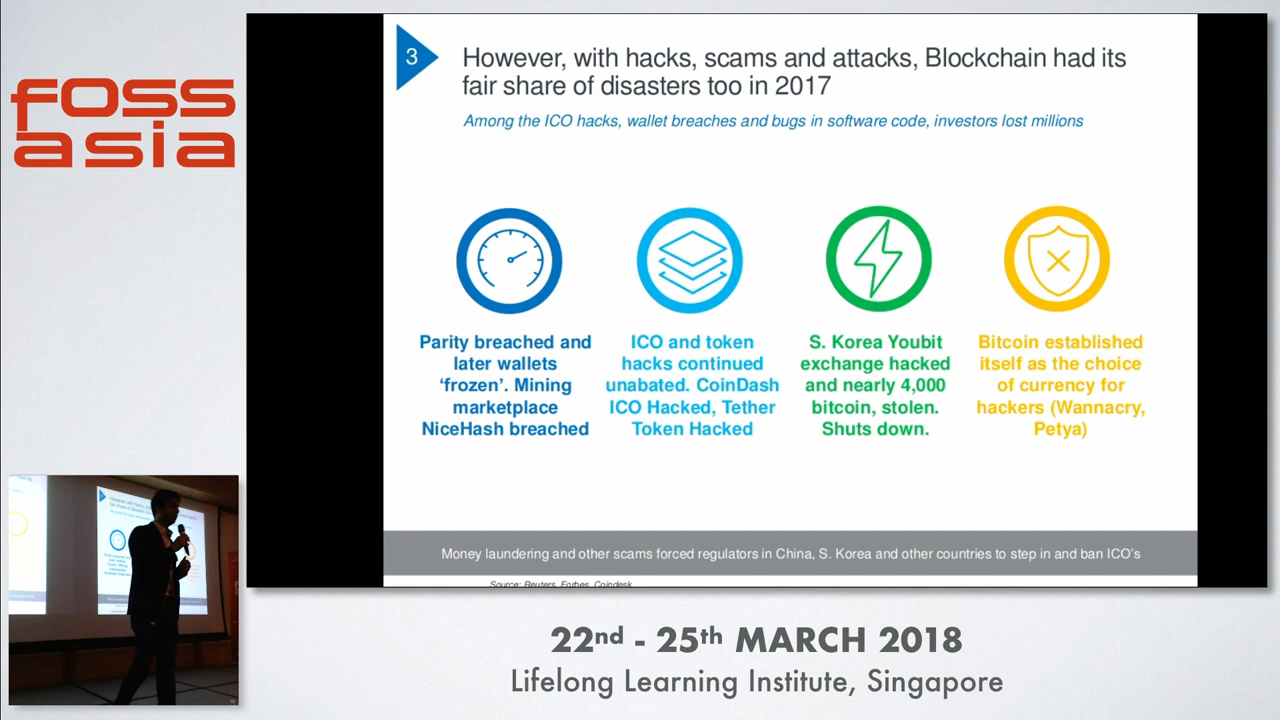 foss
asia
3
However, with hacks, scams and attacks, Blockchain had its
fair share of disasters too in 2017
Among the ICO hacks, wallet breaches and bugs in software code, investors lost millions
Parity breached and
later wallets
‘frozen’. Mining
marketplace
NiceHash breached
ICO and token
hacks continued
unabated. CoinDash
ICO Hacked, Tether
Token Hacked
S. Korea Youbit
exchange hacked
and nearly 4,000
bitcoin, stolen.
Shuts down.
Bitcoin established
itself as the choice
of currency for
hackers (Wannacry,
Petya)
Money laundering and other scams forced regulators in China, S. Korea and other countries to step in and ban ICO's
Source: Reuters, Forbes, Coindesk
22nd - 25th MARCH 2018
Lifelong Learning Institute, Singapore